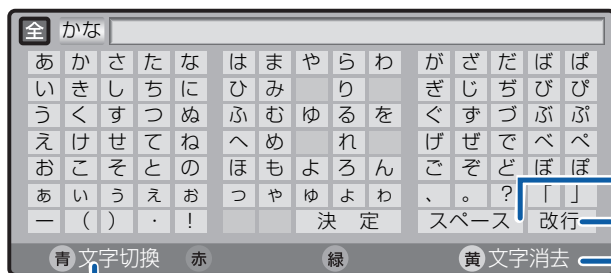 全 かな
あ か さ た な は ま や ら わ が ざ だ ば ぱ
い き し ち に ひ み り ぎ じ ぢ び ぴ
う く す つ ぬ ふ む ゆ る を ぐ ず づ ぶ ぷ
え け せ て ね へ め れ げ ぜ で べ ぺ
お こ そ と の ほ も よ ろ ん ご ぞ ど ぼ ぽ
ぁ ぃ ぅ ぇ ぉ っ ゃ ゅ ょ ゎ 、 。 ? 「 」
ー ( ) ・ ! 決 定 スペース 改行
青 文字切換 赤 緑 黄 文字消去